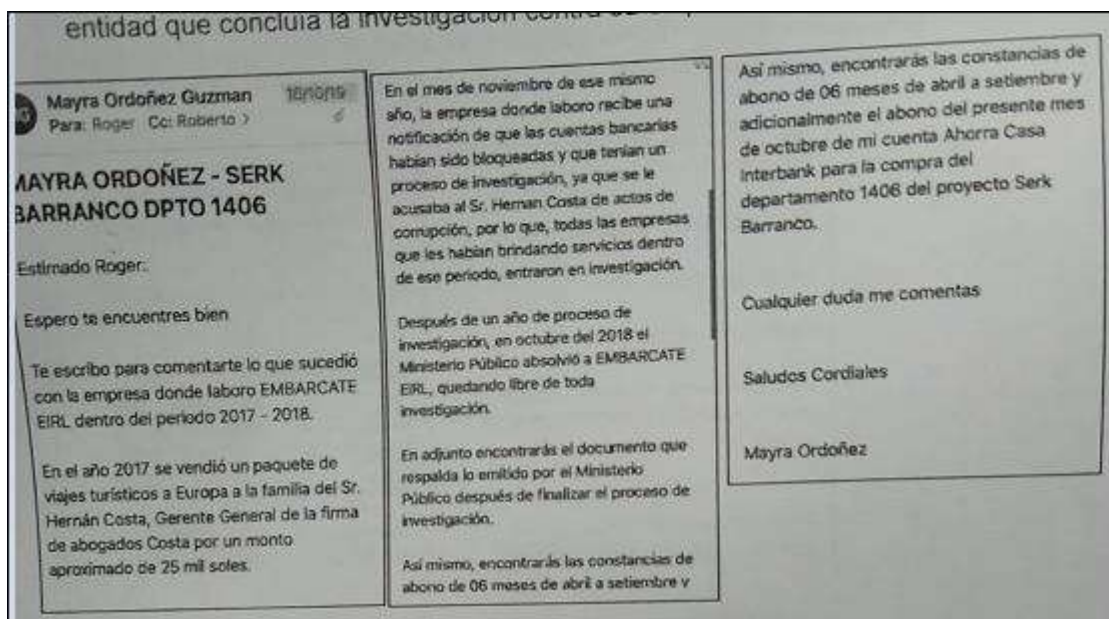 entidad que concluía la investigación
Mayra Ordoñez Guzman
Para: Roger Cc: Roberto >
MAYRA ORDOÑEZ - SERK
BARRANCO DPTO 1406
Estimado Roger:
Espero te encuentres bien
Te escribo para comentarte lo que sucedió
con la empresa donde laboro EMBARCATE
EIRL dentro del periodo 2017 - 2018.
En el año 2017 se vendió un paquete de
viajes turísticos a Europa a la familia del Sr.
Hernán Costa, Gerente General de la firma
de abogados Costa por un monto
aproximado de 25 mil soles.
En el mes de noviembre de ese mismo
año, la empresa donde laboro recibe una
notificación de que las cuentas bancarias
habían sido bloqueadas y que tenían un
proceso de investigación, ya que se le
acusaba al Sr. Hernan Costa de actos de
corrupción, por lo que, todas las empresas
que les habían brindando servicios dentro
de ese periodo, entraron en investigación.
Después de un año de proceso de
investigación, en octubre del 2018 el
Ministerio Público absolvió a EMBARCATE
EIRL, quedando libre de toda
investigación.
En adjunto encontrarás el documento que
respalda lo emitido por el Ministerio
Público después de finalizar el proceso de
investigación.
Así mismo, encontrarás las constancias de
abono de 06 meses de abril a setiembre y
Así mismo, encontrarás las constancias de
abono de 06 meses de abril a setiembre y
adicionalmente el abono del presente mes
de octubre de mi cuenta Ahorra Casa
Interbank para la compra del
departamento 1406 del proyecto Serk
Barranco.
Cualquier duda me comentas
Saludos Cordiales
Mayra Ordoñez